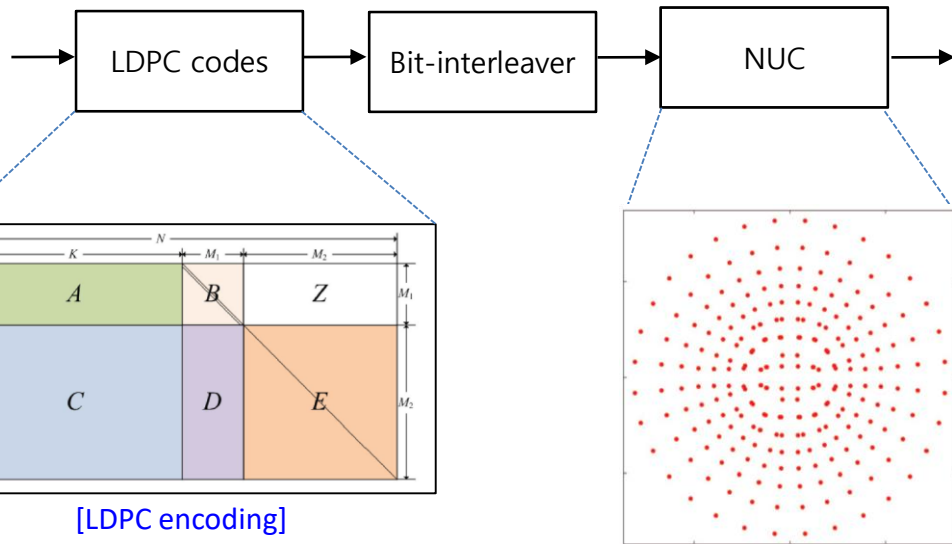 LDPC codes
Bit-interleaver
NUC
N
K
M₁
M₂
A
B
Z
M₁
C
D
E
M₂
[LDPC encoding]